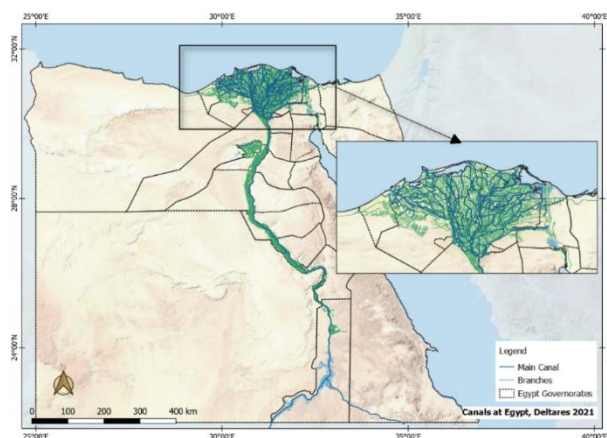 25°00'E 30°00'E 35°00'E 40°00'E
32°00'N
28°00'N
24°00'N
Legend
Main Canal
Branches
Egypt Governorates
0 100 200 300 400 km
Canals at Egypt, Deltares 2021
25°00'E 30°00'E 35°00'E 40°00'E